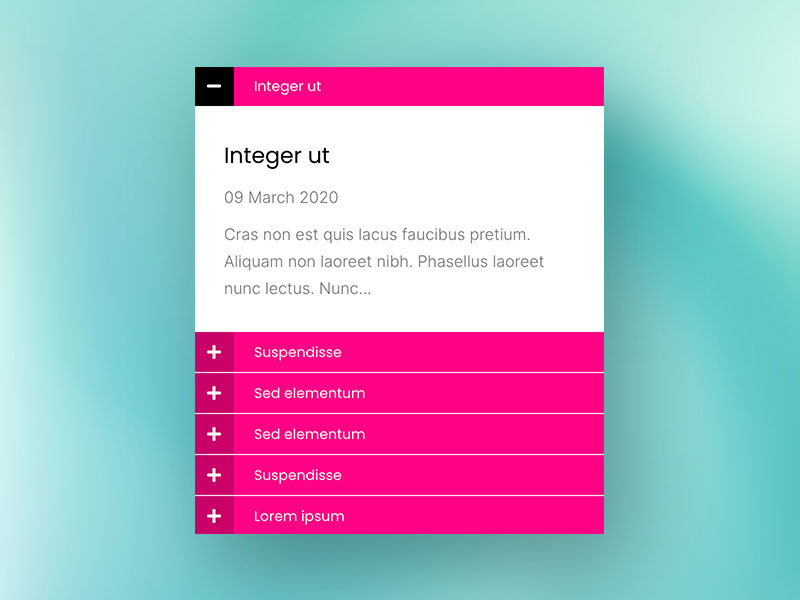 Integer ut
Integer ut
09 March 2020
Cras non est quis lacus faucibus pretium.
Aliquam non laoreet nibh. Phasellus laoreet
nunc lectus. Nunc...
Suspendisse
Sed elementum
Sed elementum
Suspendisse
Lorem ipsum